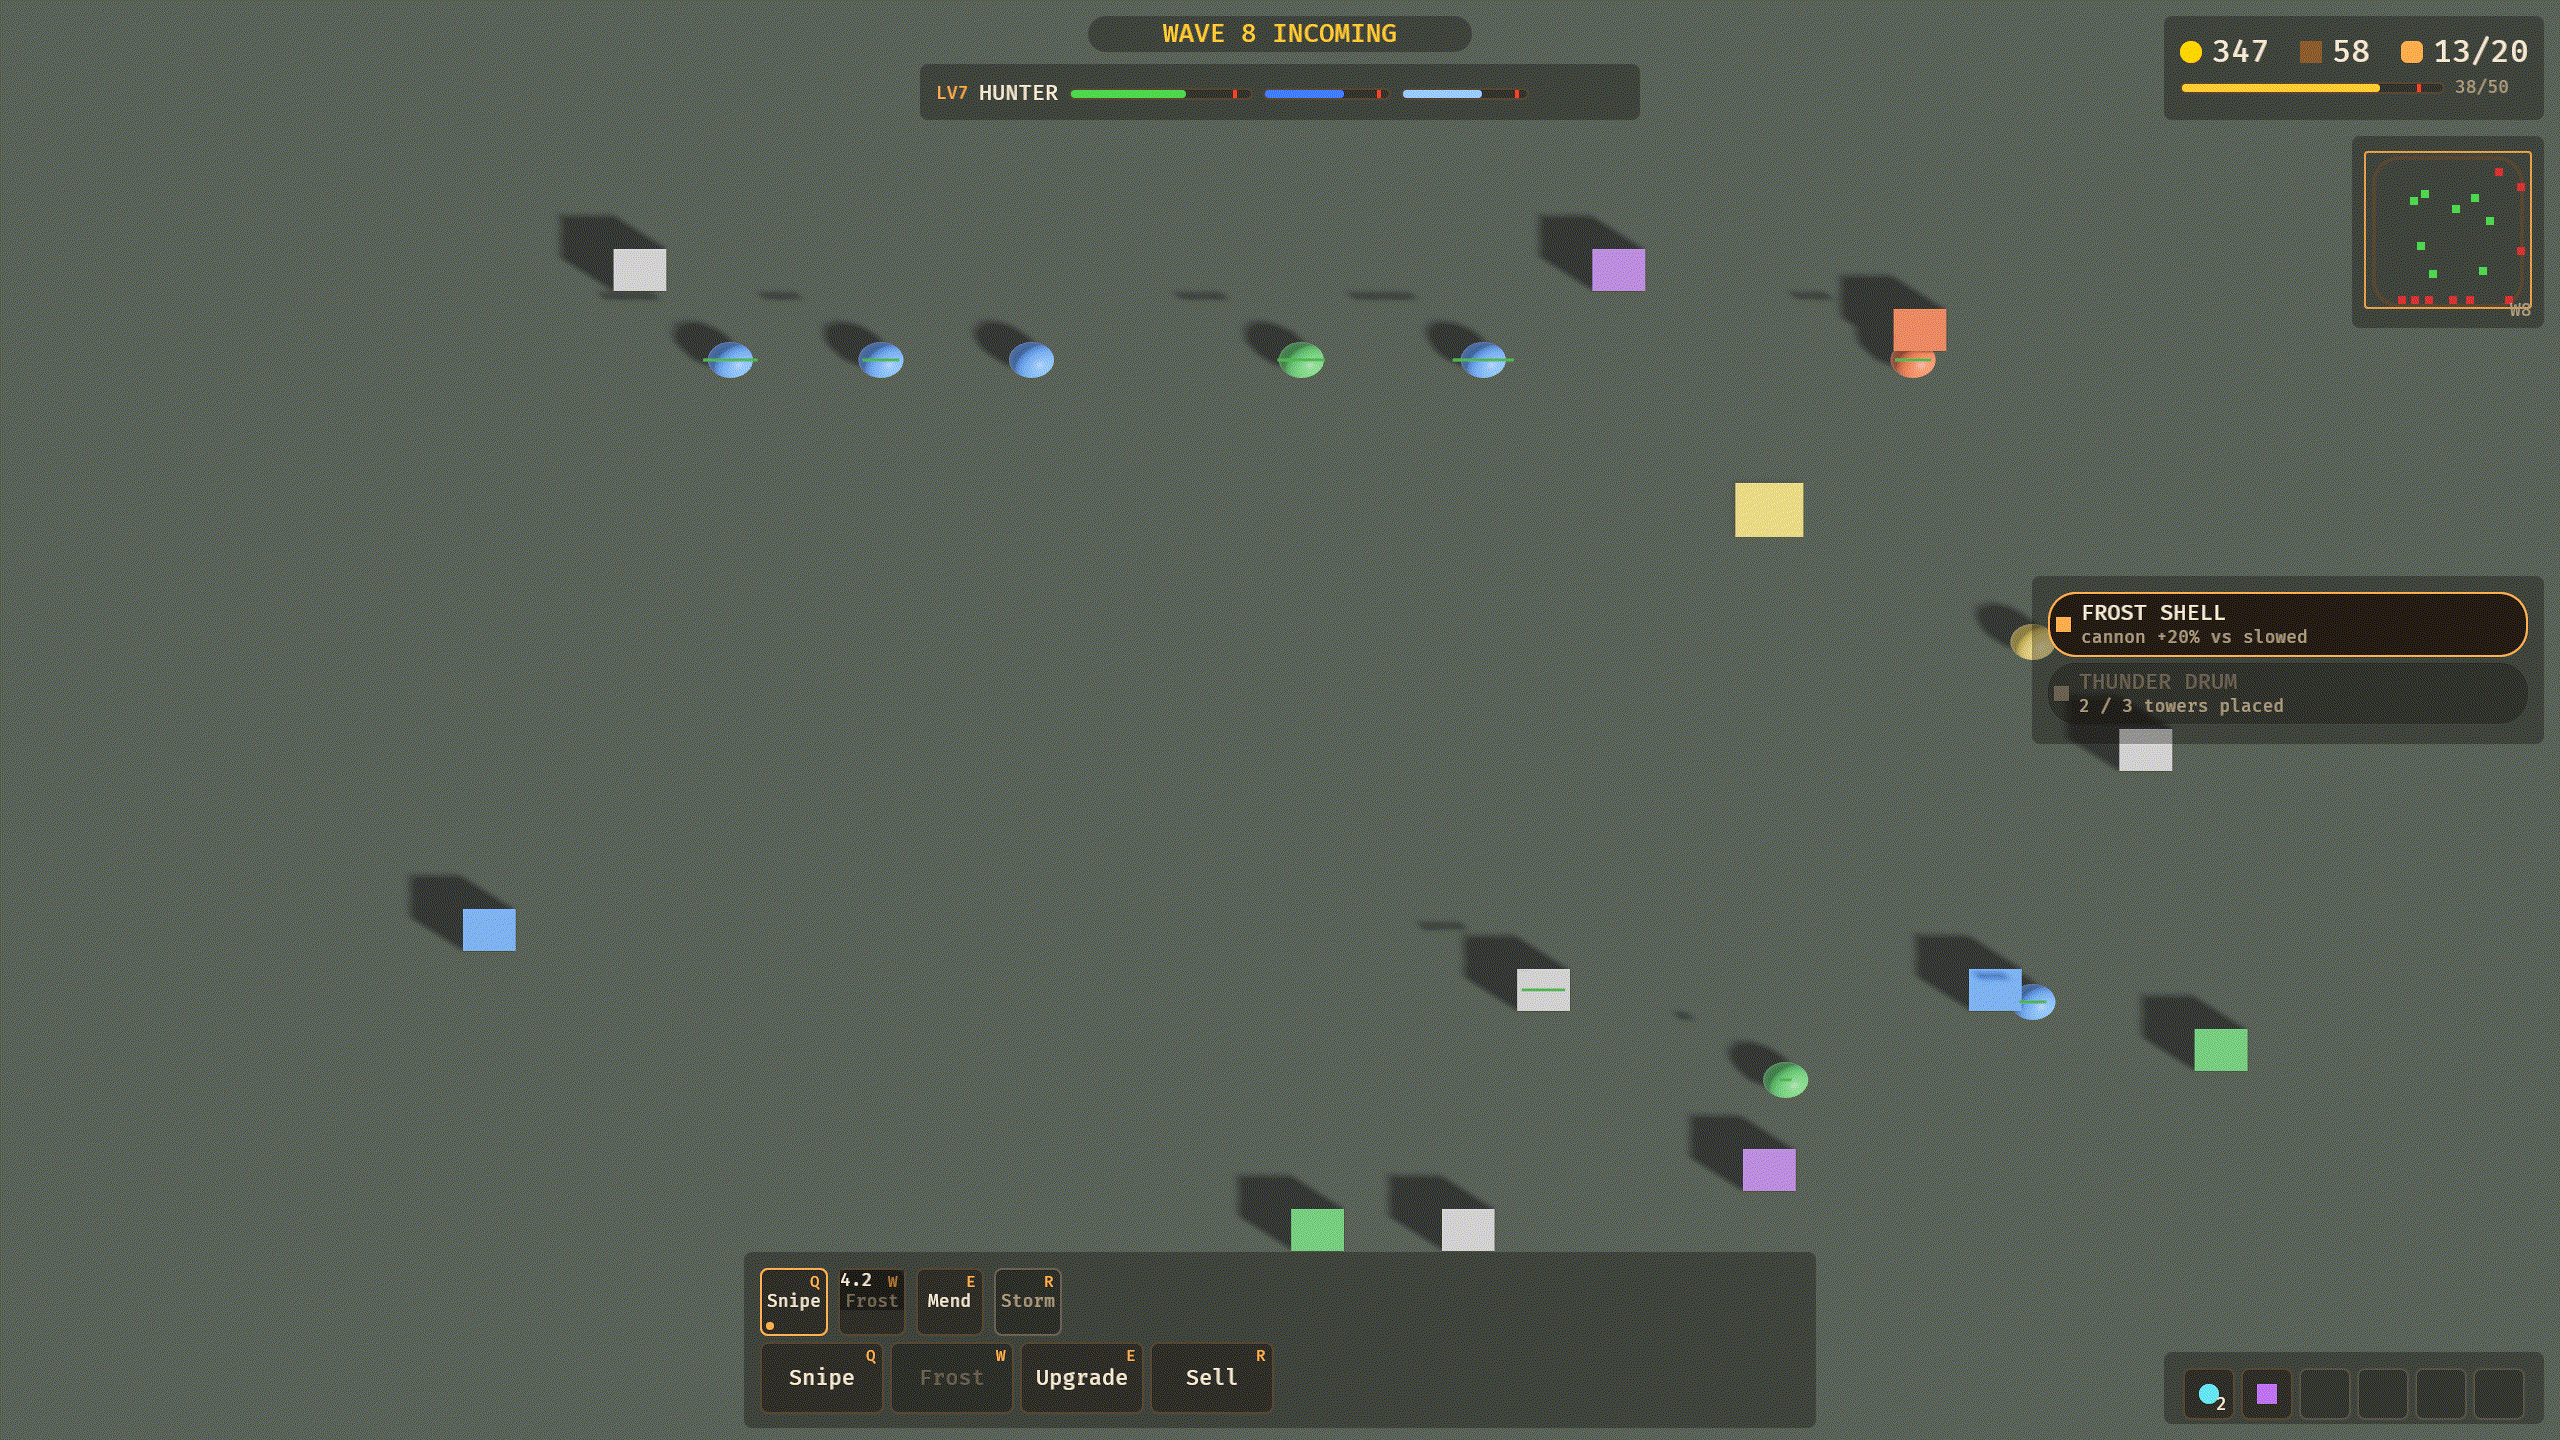 WAVE 8 INCOMING
LV7 HUNTER
347 58 13/20
38/50
W8
FROST SHELL
cannon +20% vs slowed
THUNDER DRUM
2 / 3 towers placed
Q 4.2 W E R
Snipe Frost Mend Storm
Q W E R
Snipe Frost Upgrade Sell
2